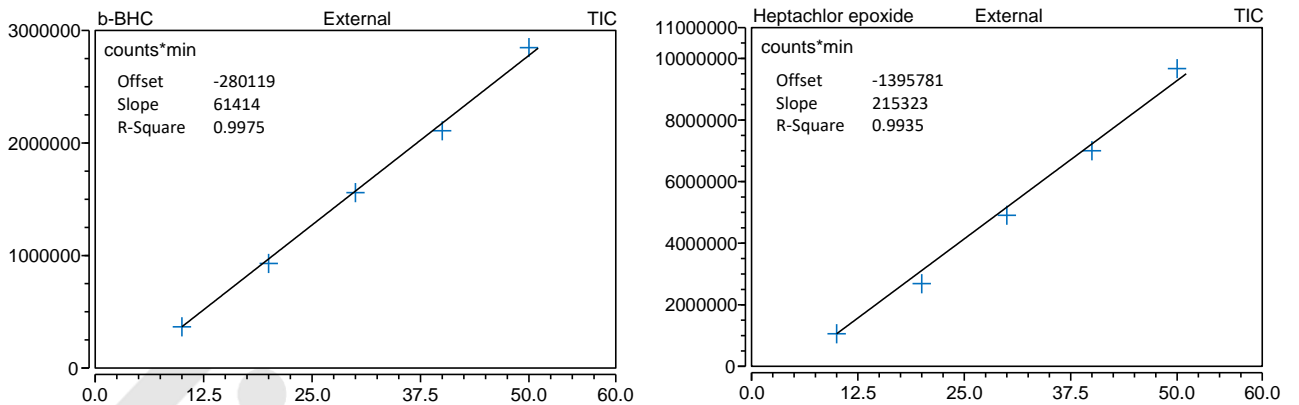 b-BHC External TIC
counts*min
Offset -280119
Slope 61414
R-Square 0.9975
3000000
2000000
1000000
0
0.0 12.5 25.0 37.5 50.0 60.0
Heptachlor epoxide External TIC
counts*min
Offset -1395781
Slope 215323
R-Square 0.9935
11000000
10000000
8000000
6000000
4000000
2000000
0
0.0 12.5 25.0 37.5 50.0 60.0